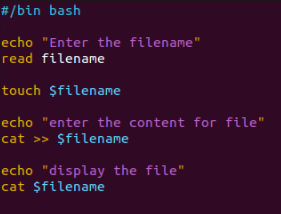 #/bin bash
echo "Enter the filename"
read filename
touch $filename
echo "enter the content for file"
cat >> $filename
echo "display the file"
cat $filename